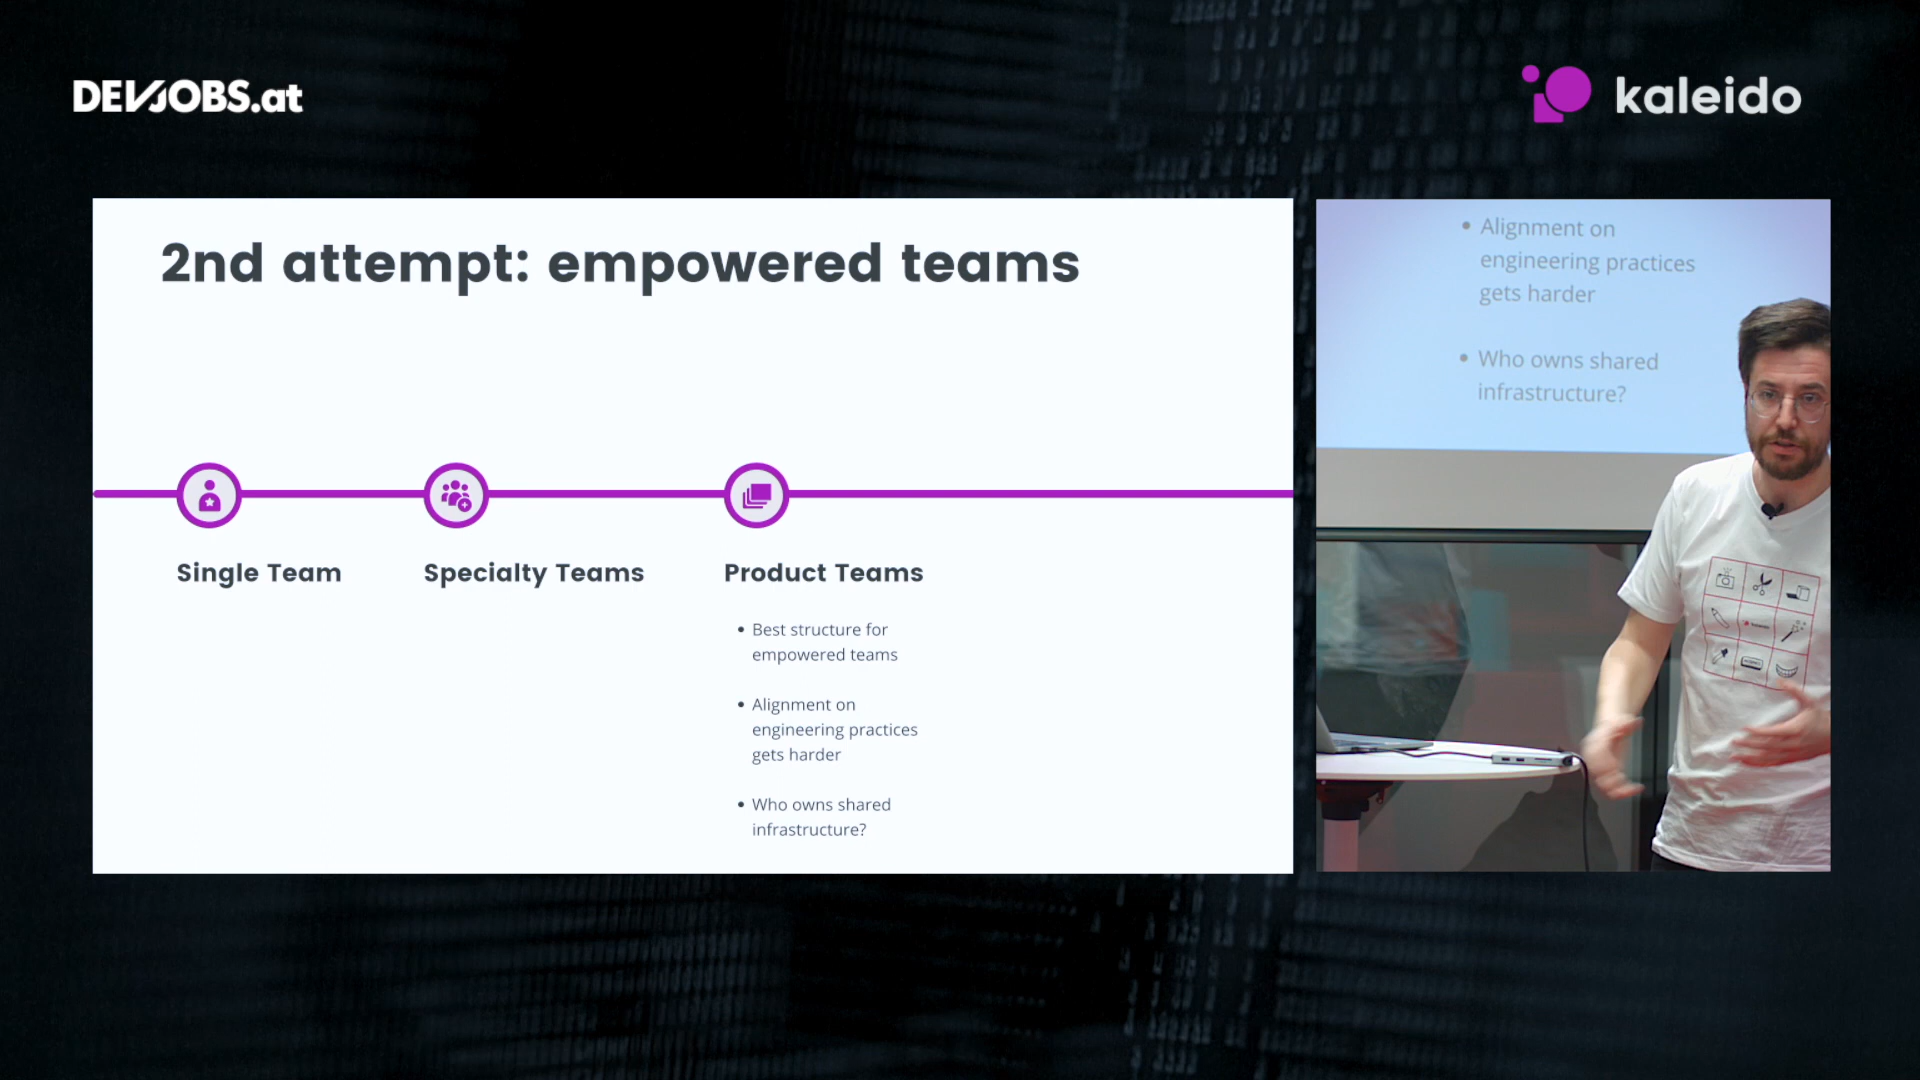 DEVJOBS.at
kaleido
2nd attempt: empowered teams
Single Team
Specialty Teams
Product Teams
• Best structure for
empowered teams
• Alignment on
engineering practices
gets harder
• Who owns shared
infrastructure?
• Alignment on
engineering practices
gets harder
• Who owns shared
infrastructure?